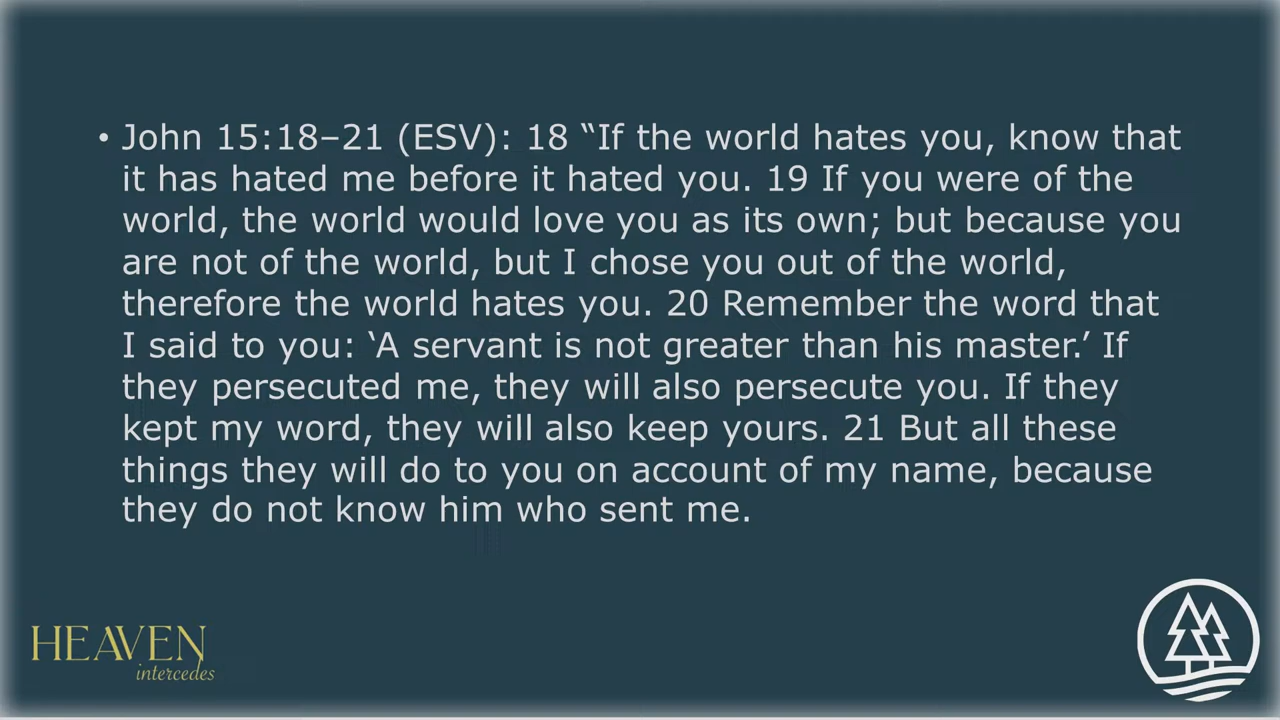 • John 15:18–21 (ESV): 18 “If the world hates you, know that
it has hated me before it hated you. 19 If you were of the
world, the world would love you as its own; but because you
are not of the world, but I chose you out of the world,
therefore the world hates you. 20 Remember the word that
I said to you: ‘A servant is not greater than his master.’ If
they persecuted me, they will also persecute you. If they
kept my word, they will also keep yours. 21 But all these
things they will do to you on account of my name, because
they do not know him who sent me.
HEAVEN
intercedes